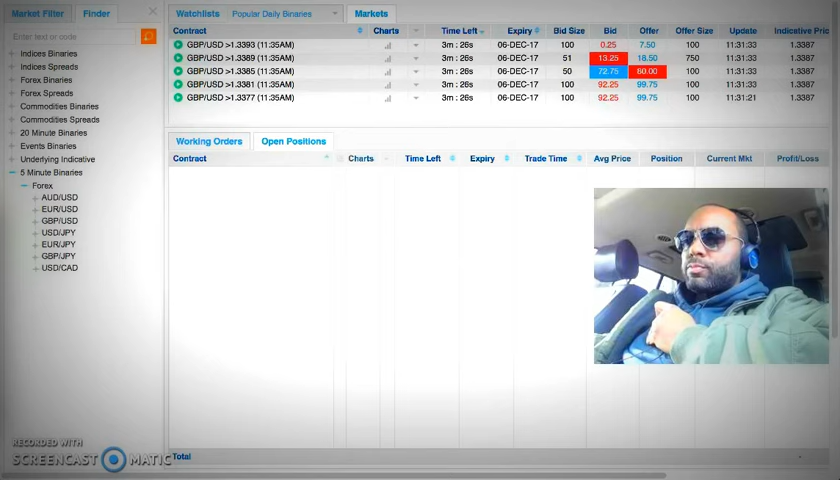 Market Filter Finder
Enter text or code
Indices Binaries
Indices Spreads
Forex Binaries
Forex Spreads
Commodities Binaries
Commodities Spreads
20 Minute Binaries
Events Binaries
Underlying Indicative
5 Minute Binaries
Forex
AUD/USD
EUR/USD
GBP/USD
USD/JPY
EUR/JPY
GBP/JPY
USD/CAD
Watchlists Popular Daily Binaries Markets
Contract Charts Time Left Expiry Bid Size Bid Offer Offer Size Update Indicative Pric
GBP/USD >1.3393 (11:35AM) 3m : 26s 06-DEC-17 100 0.25 7.50 100 11:31:33 1.3387
GBP/USD >1.3389 (11:35AM) 3m : 26s 06-DEC-17 51 13.25 18.50 750 11:31:33 1.3387
GBP/USD >1.3385 (11:35AM) 3m : 26s 06-DEC-17 50 72.75 80.00 100 11:31:33 1.3387
GBP/USD >1.3381 (11:35AM) 3m : 26s 06-DEC-17 100 92.25 99.75 100 11:31:33 1.3387
GBP/USD >1.3377 (11:35AM) 3m : 26s 06-DEC-17 100 92.25 99.75 100 11:31:21 1.3387
Working Orders Open Positions
Contract Charts Time Left Expiry Trade Time Avg Price Position Current Mkt Profit/Loss
Total
RECORDED WITH
SCREENCAST MATIC